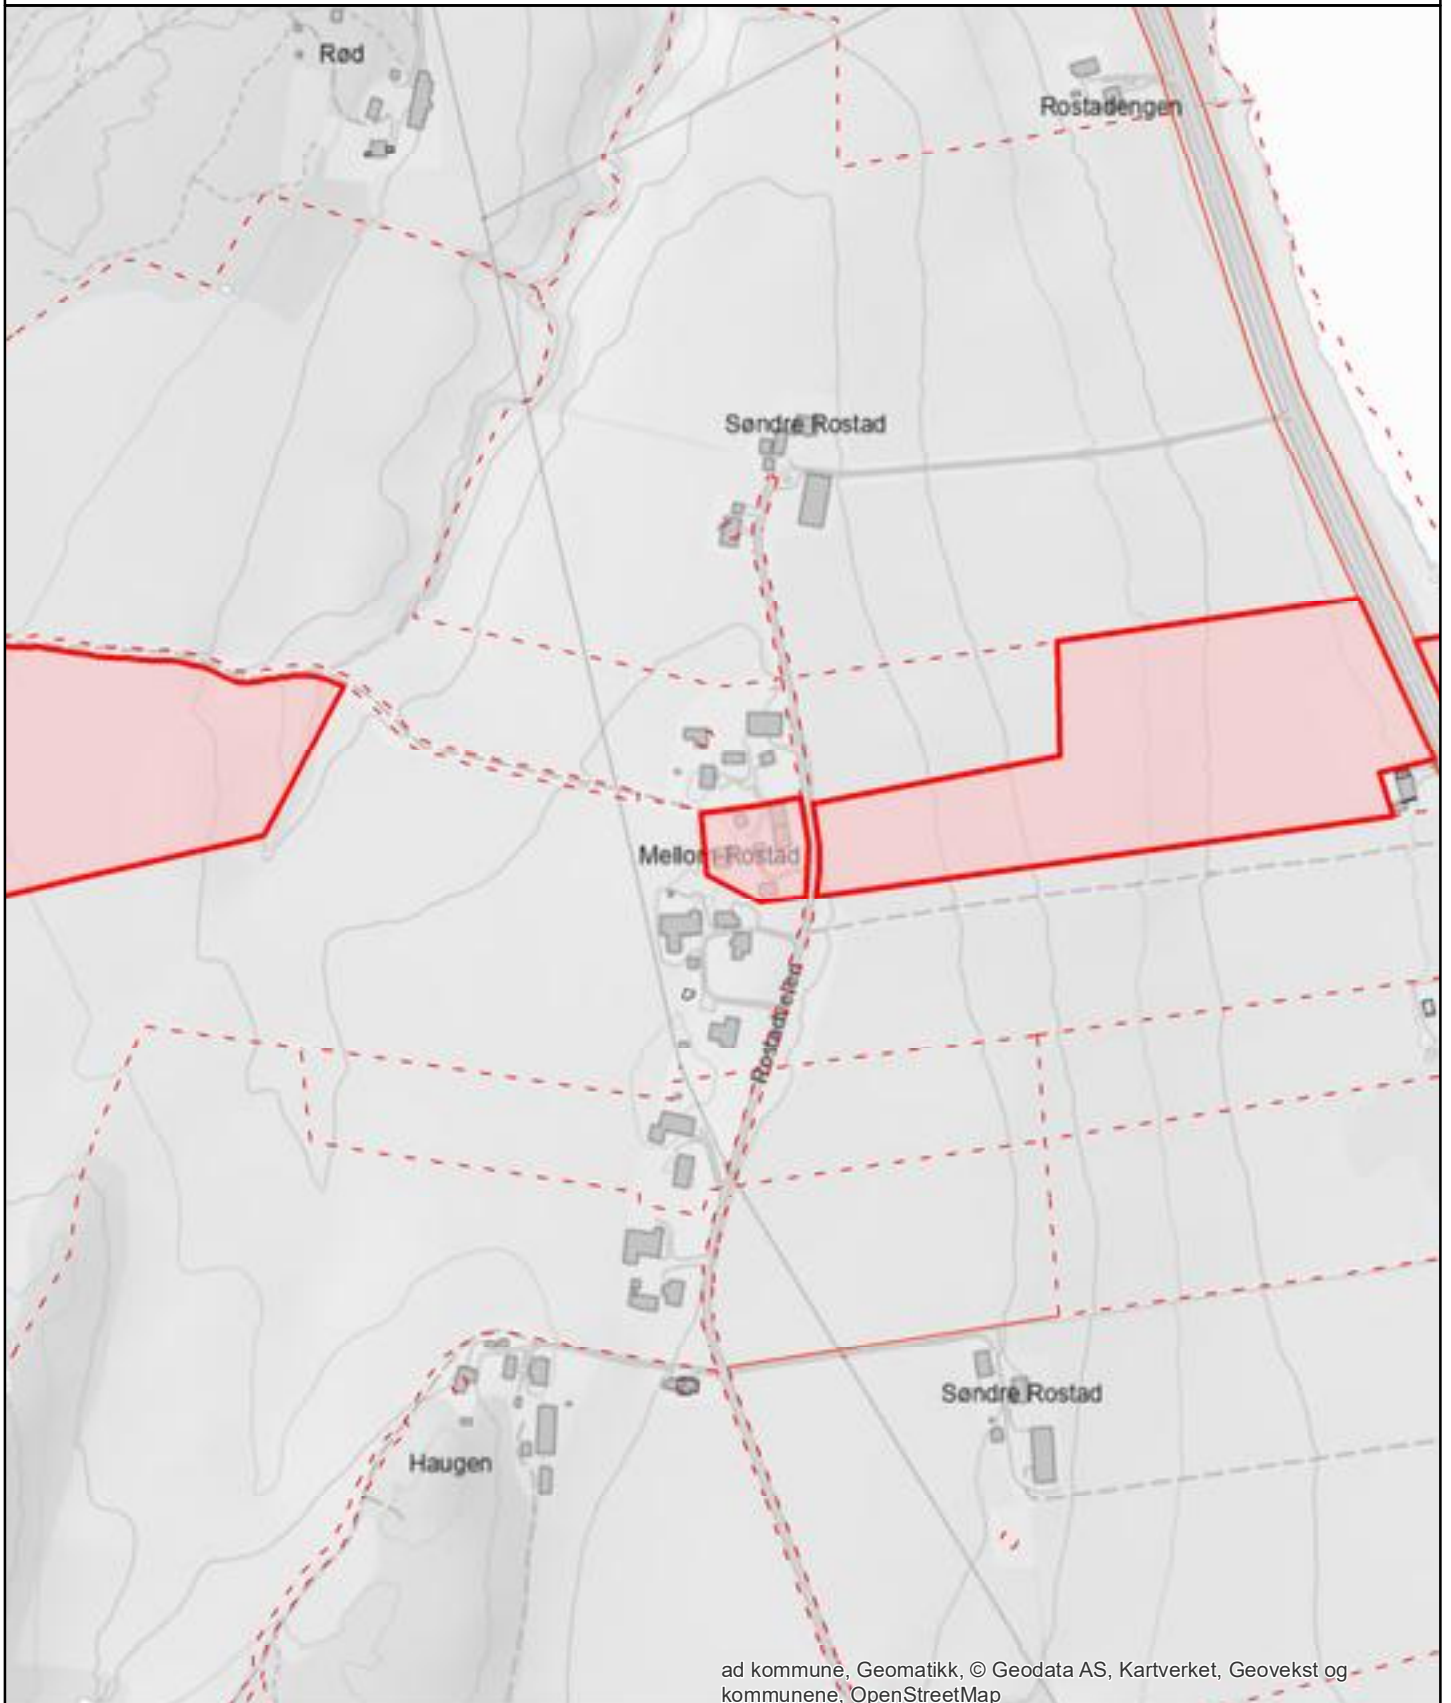 Rød
Rostadengen
Søndre Rostad
Mellom-Rostad
Rostadveien
Søndre Rostad
Haugen
ad kommune, Geomatikk, © Geodata AS, Kartverket, Geovekst og
kommunene, OpenStreetMap